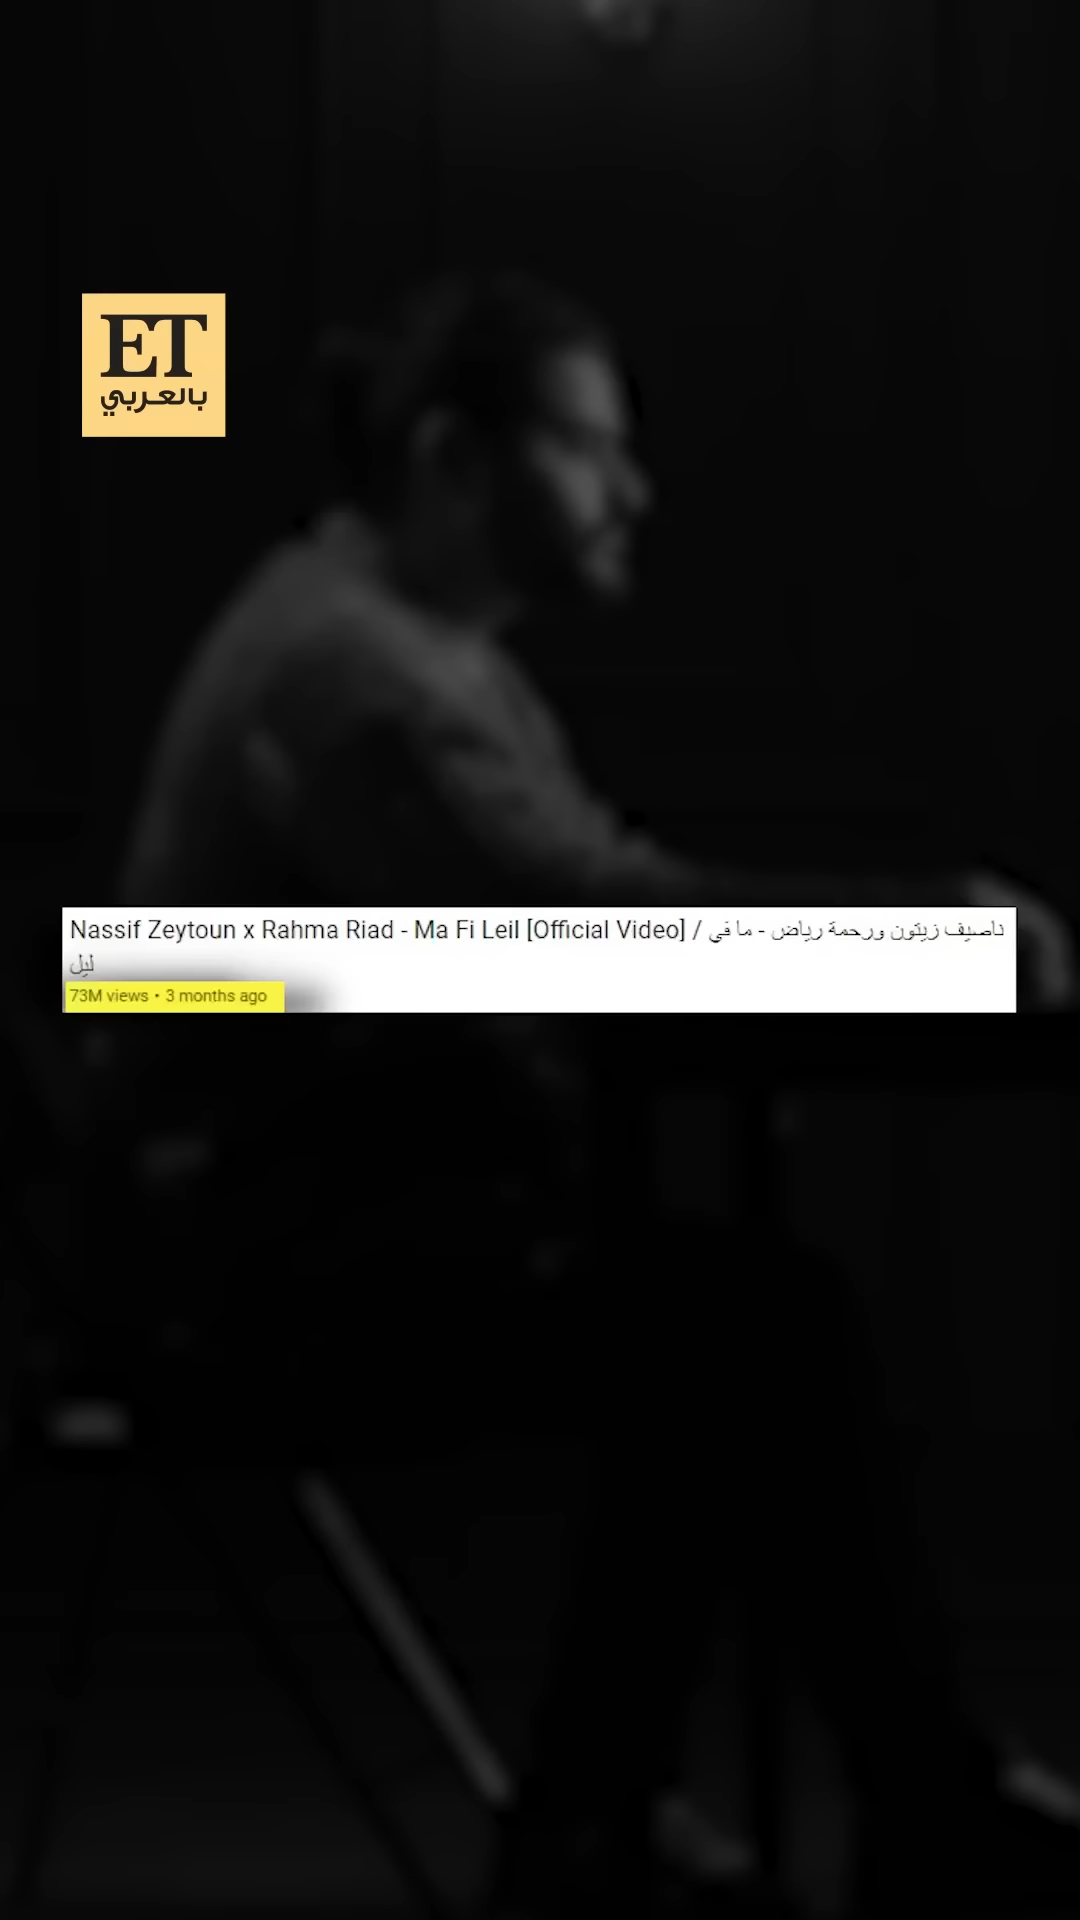 ET
بالعربي
Nassif Zeytoun x Rahma Riad - Ma Fi Leil [Official Video] / ناصيف زيتون ورحمة رياض - ما في
ليل
73M views • 3 months ago